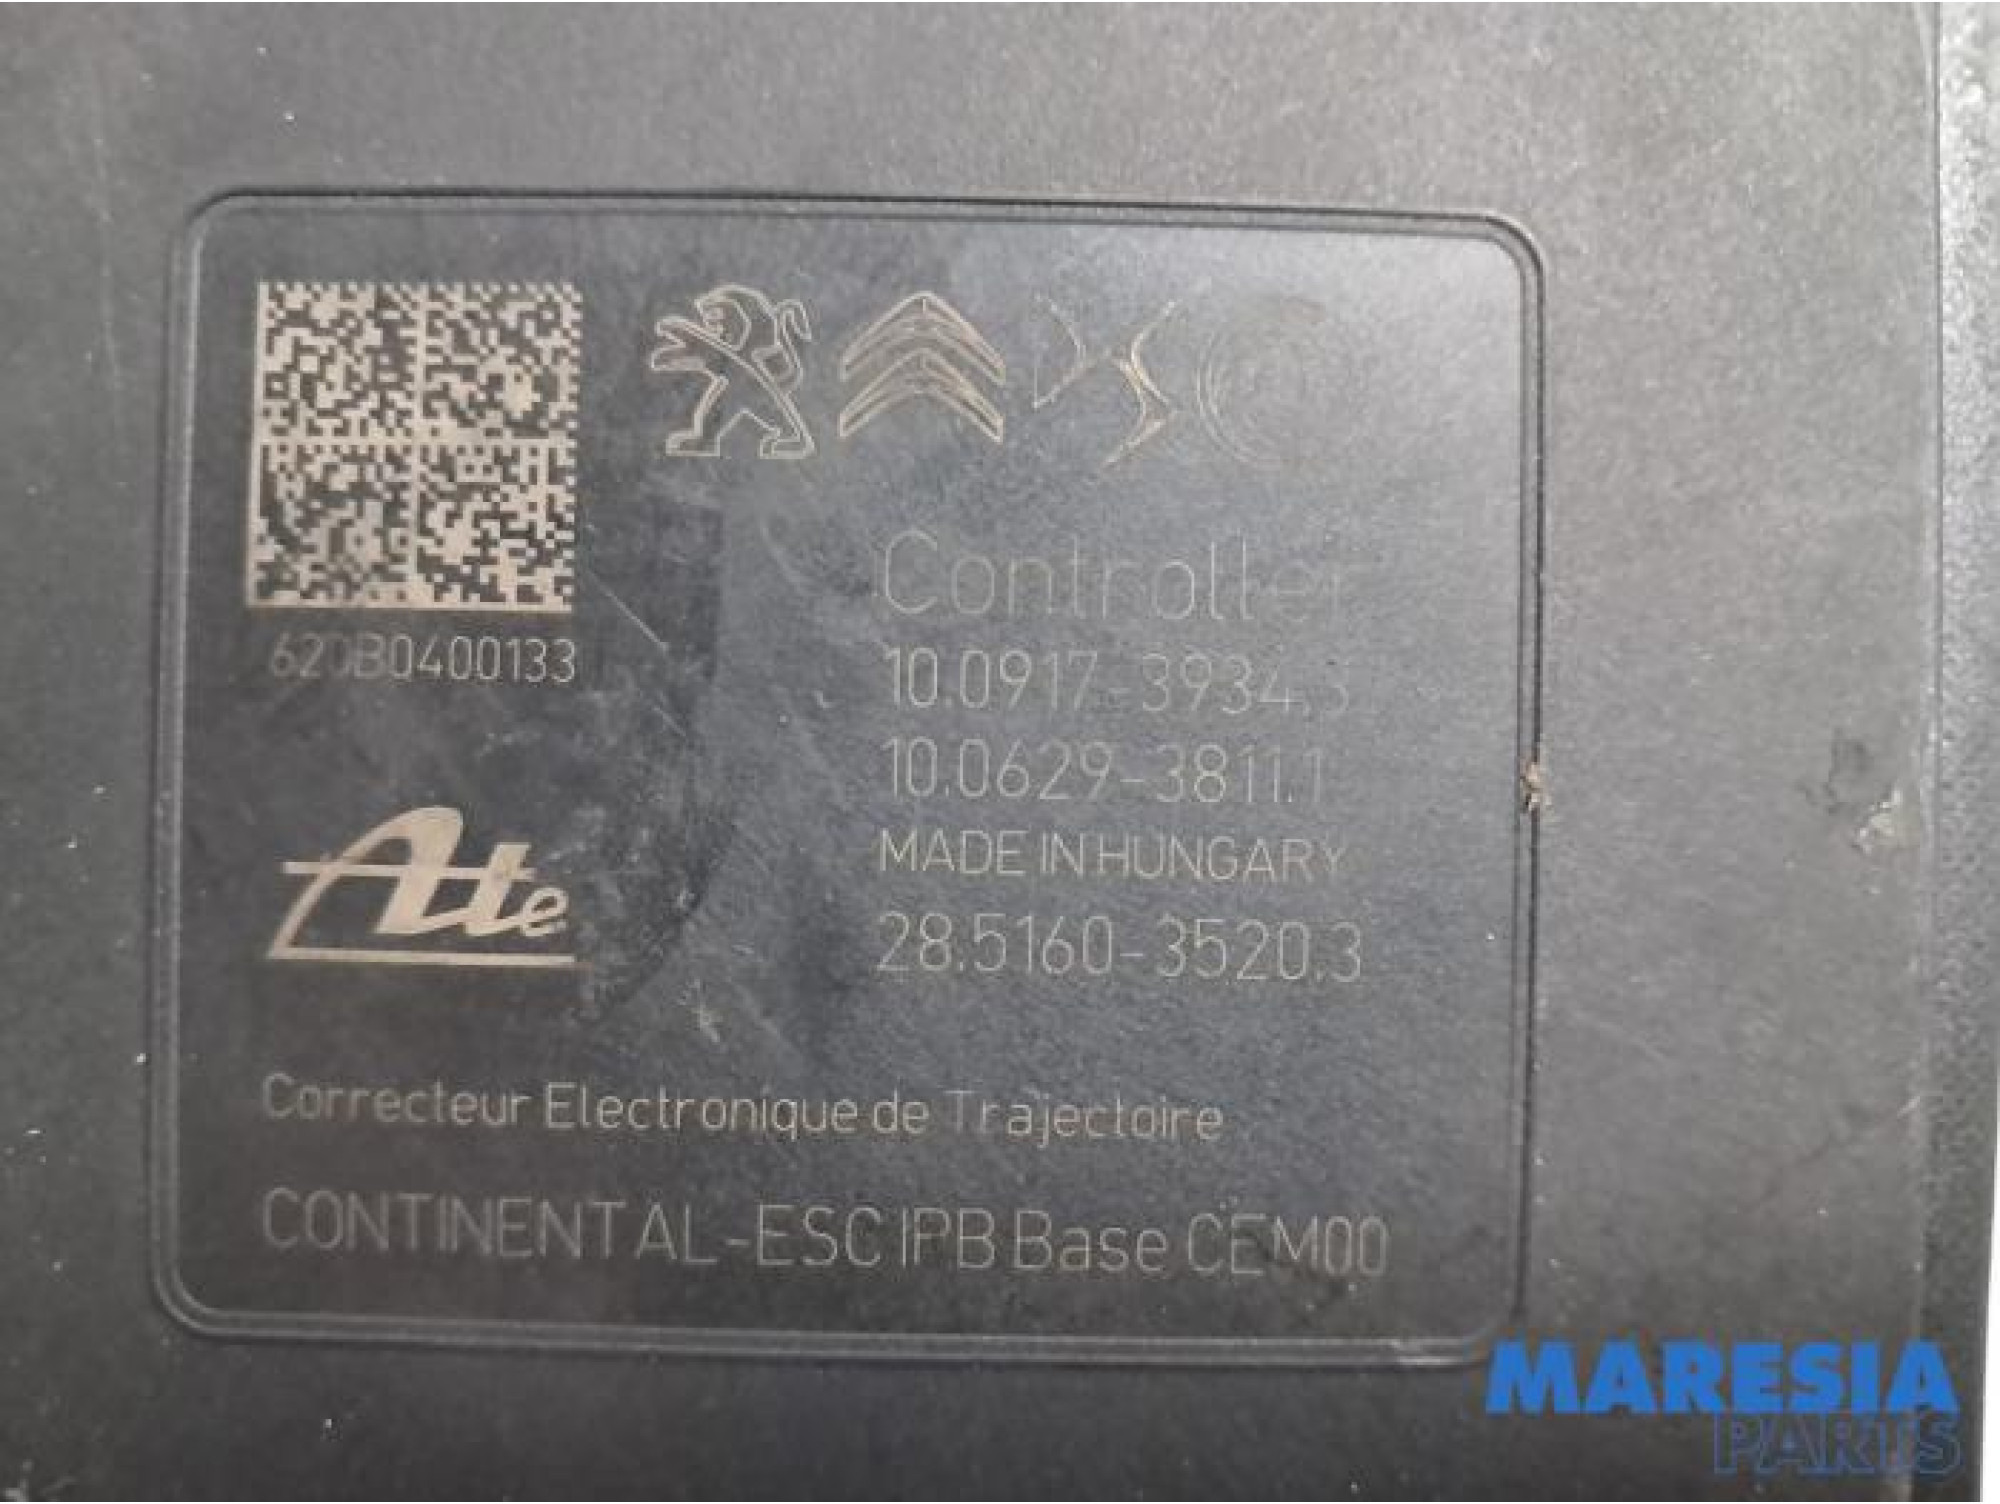 620B0400133
Controller
10.0917-3934.3
10.0629-3811.1
MADE IN HUNGARY
28.5160-3520.3
Ate
Correcteur Electronique de Trajectoire
CONTINENTAL-ESC IPB Base CEM00
MARESIA
PARTS